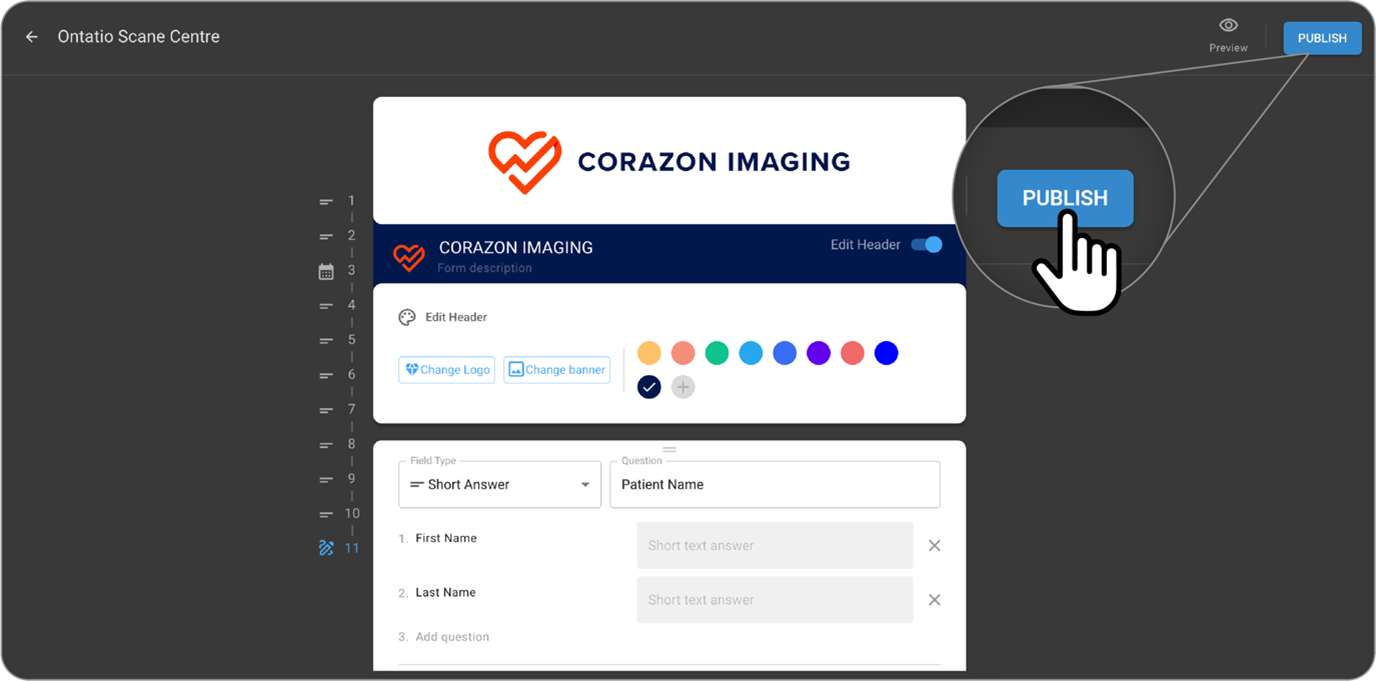 Ontatio Scane Centre
Preview
PUBLISH
CORAZON IMAGING
PUBLISH
1
2
3
4
5
6
7
8
9
10
11
CORAZON IMAGING
Form description
Edit Header
Edit Header
Change Logo
Change banner
Field Type
Short Answer
Question
Patient Name
1. First Name
Short text answer
2. Last Name
Short text answer
3. Add question